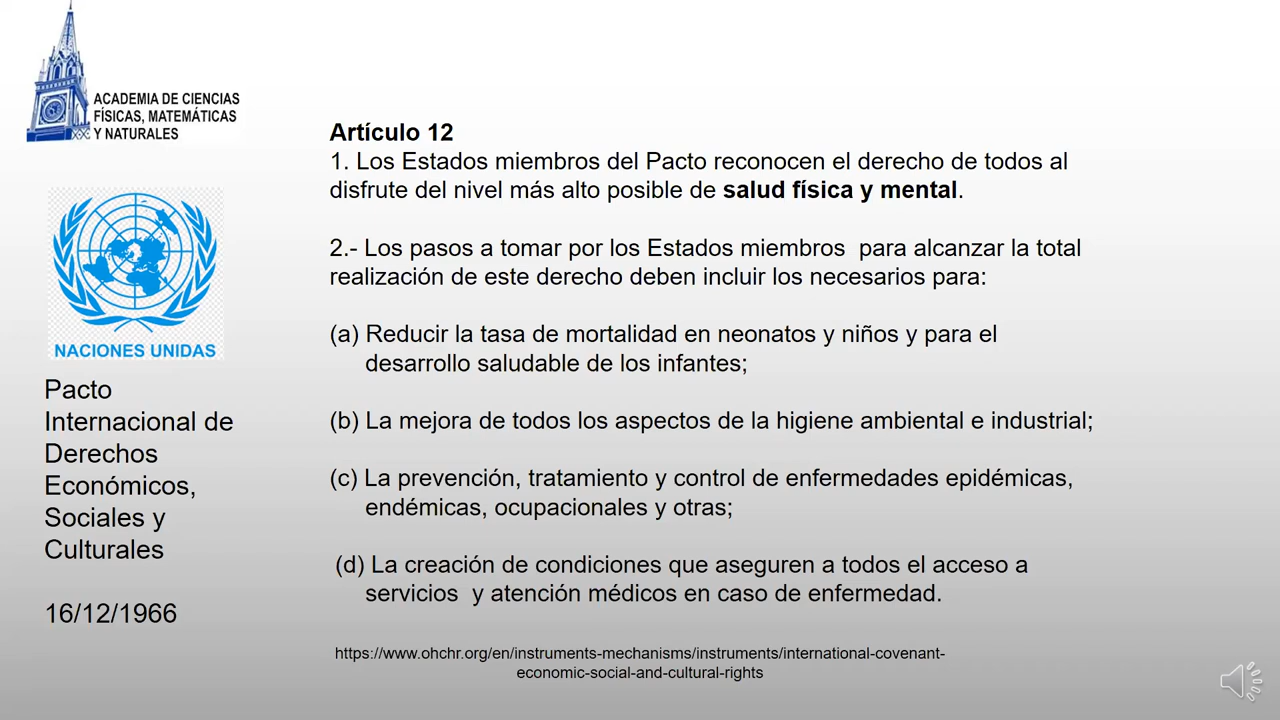 ACADEMIA DE CIENCIAS
FÍSICAS, MATEMÁTICAS
Y NATURALES
NACIONES UNIDAS
Pacto
Internacional de
Derechos
Económicos,
Sociales y
Culturales
16/12/1966
Artículo 12
1. Los Estados miembros del Pacto reconocen el derecho de todos al
disfrute del nivel más alto posible de salud física y mental.
2.- Los pasos a tomar por los Estados miembros  para alcanzar la total
realización de este derecho deben incluir los necesarios para:
(a) Reducir la tasa de mortalidad en neonatos y niños y para el
desarrollo saludable de los infantes;
(b) La mejora de todos los aspectos de la higiene ambiental e industrial;
(c) La prevención, tratamiento y control de enfermedades epidémicas,
endémicas, ocupacionales y otras;
(d) La creación de condiciones que aseguren a todos el acceso a
servicios  y atención médicos en caso de enfermedad.
https://www.ohchr.org/en/instruments-mechanisms/instruments/international-covenant-
economic-social-and-cultural-rights